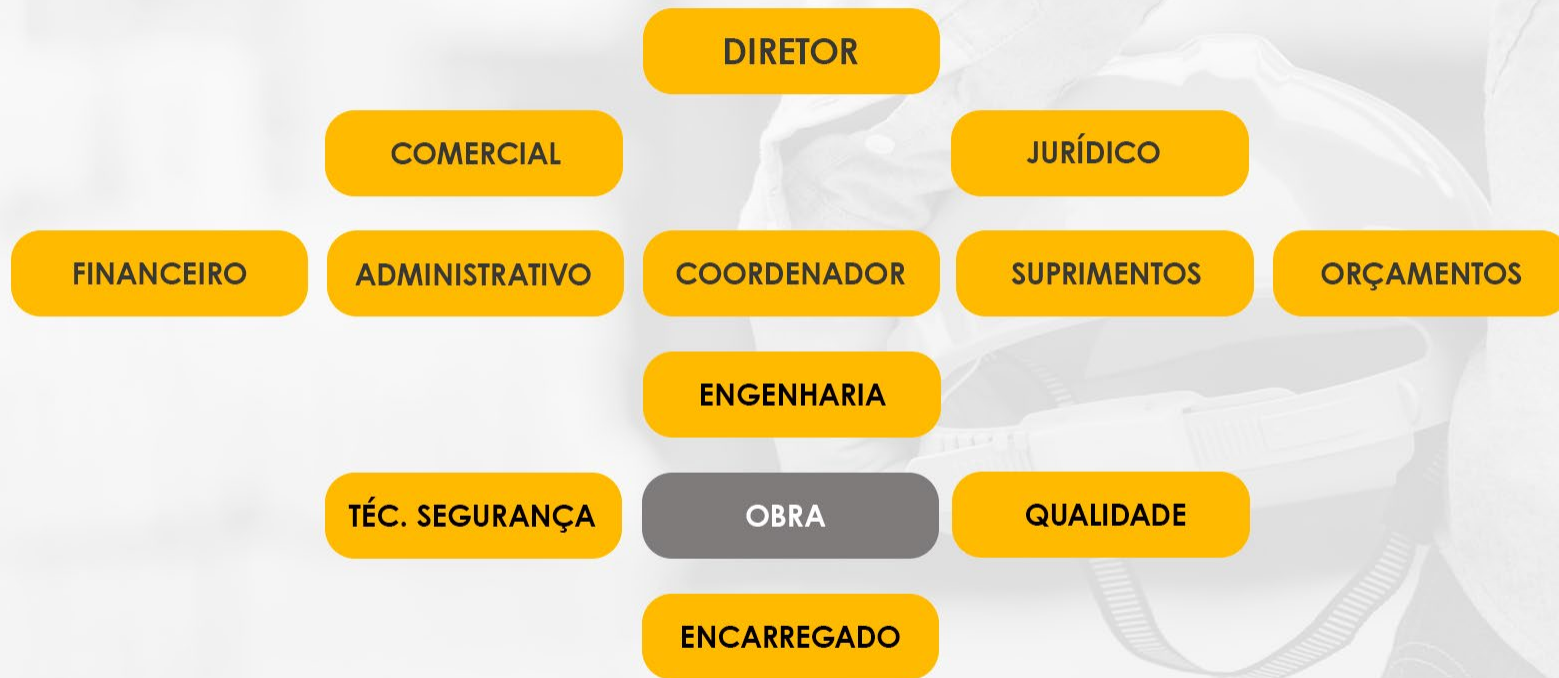 DIRETOR
COMERCIAL
JURÍDICO
FINANCEIRO
ADMINISTRATIVO
COORDENADOR
SUPRIMENTOS
ORÇAMENTOS
ENGENHARIA
TÉC. SEGURANÇA
OBRA
QUALIDADE
ENCARREGADO